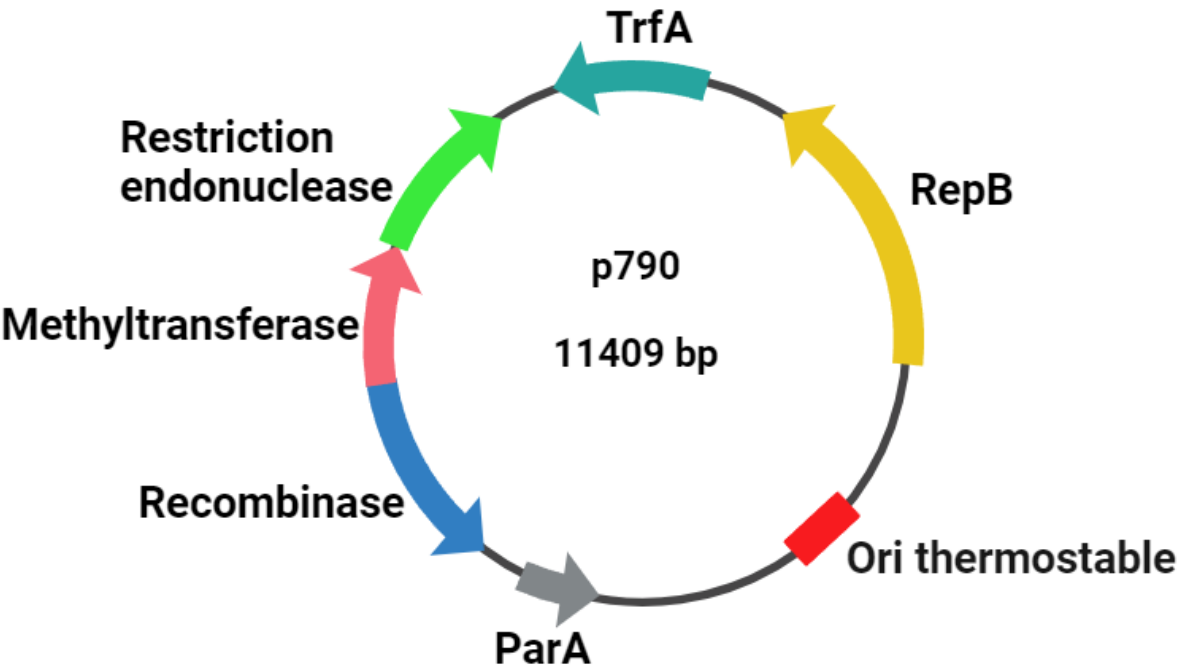 TrfA
Restriction
endonuclease
RepB
p790
Methyltransferase
11409 bp
Recombinase
Ori thermostable
ParA